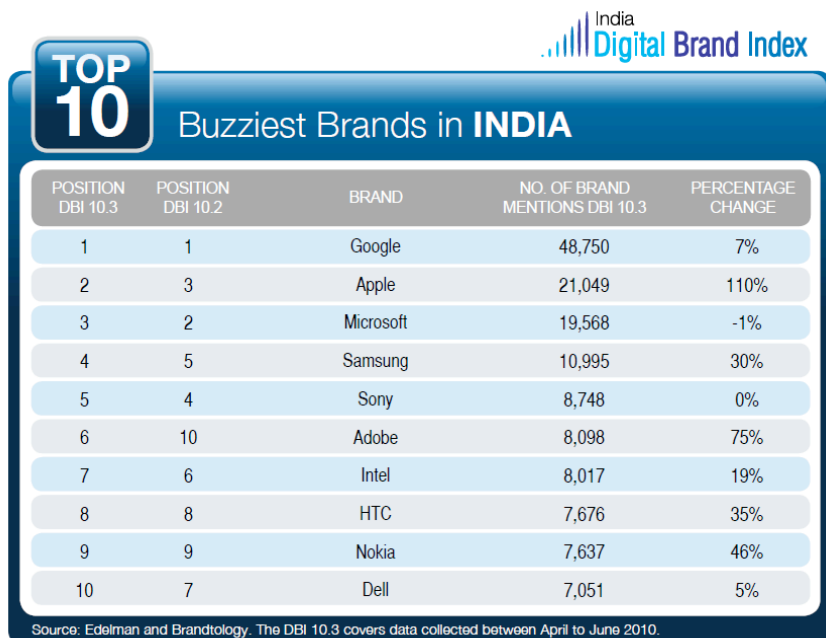 India
Digital Brand Index
TOP
10
Buzziest Brands in INDIA
POSITION DBI 10.3 POSITION DBI 10.2 BRAND NO. OF BRAND MENTIONS DBI 10.3 PERCENTAGE CHANGE
1 1 Google 48,750 7%
2 3 Apple 21,049 110%
3 2 Microsoft 19,568 -1%
4 5 Samsung 10,995 30%
5 4 Sony 8,748 0%
6 10 Adobe 8,098 75%
7 6 Intel 8,017 19%
8 8 HTC 7,676 35%
9 9 Nokia 7,637 46%
10 7 Dell 7,051 5%
Source: Edelman and Brandtology. The DBI 10.3 covers data collected between April to June 2010.